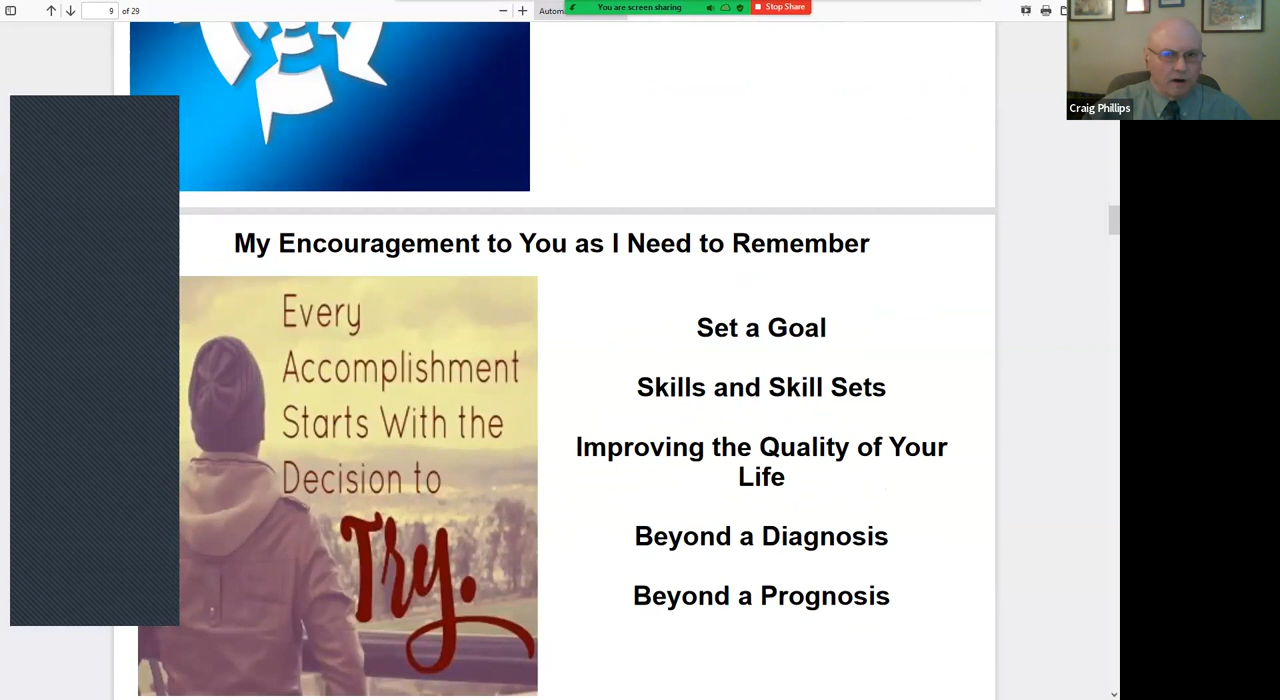 9 of 29
Autom
You are screen sharing
Stop Share
Craig Phillips
My Encouragement to You as I Need to Remember
Every
Accomplishment
Starts With the
Decision to
Try.
Set a Goal
Skills and Skill Sets
Improving the Quality of Your
Life
Beyond a Diagnosis
Beyond a Prognosis